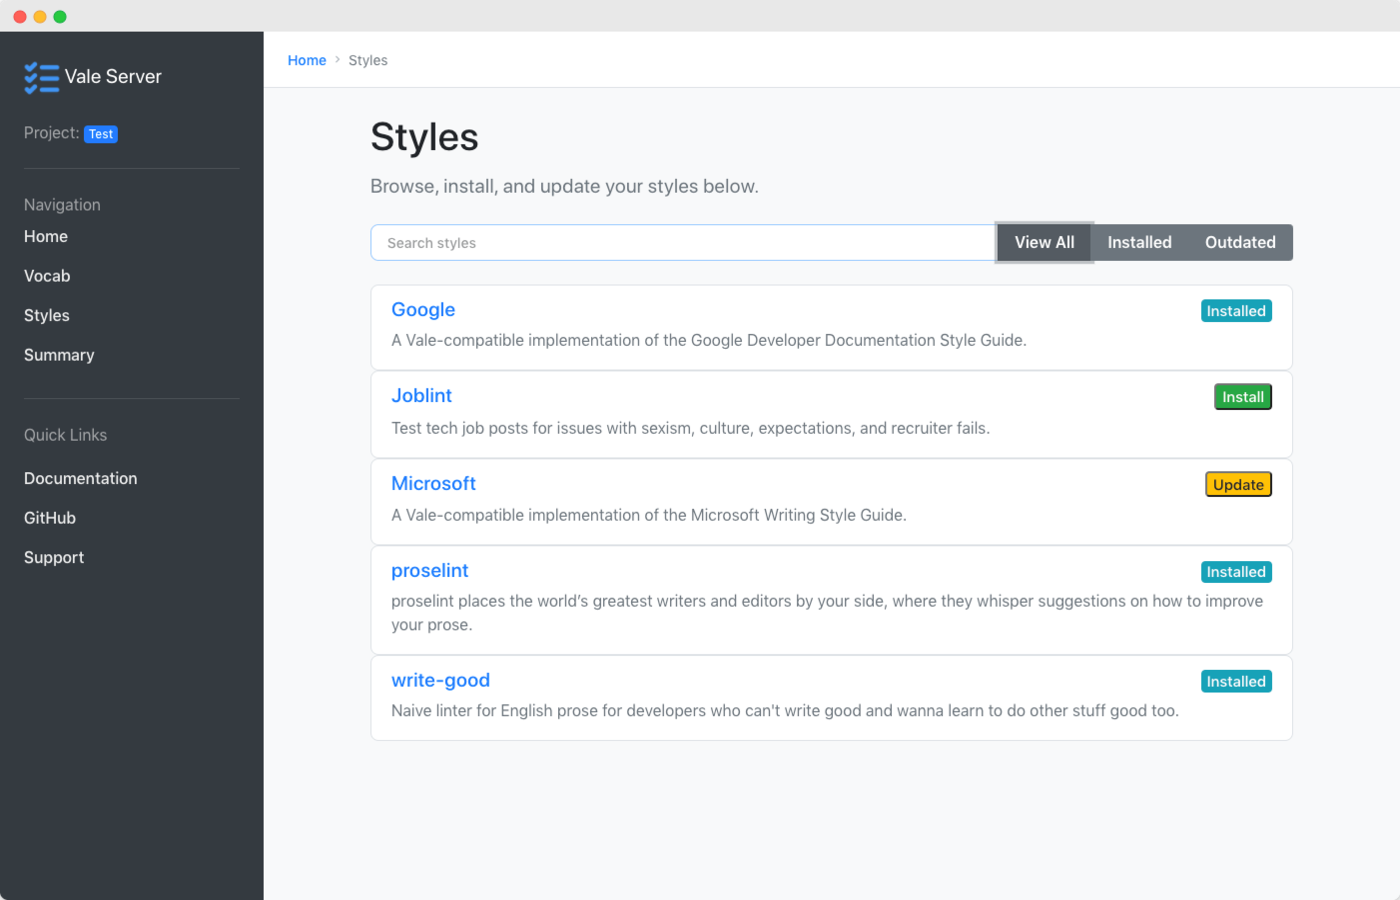 Vale Server
Project: Test
Navigation
Home
Vocab
Styles
Summary
Quick Links
Documentation
GitHub
Support
Home > Styles
Styles
Browse, install, and update your styles below.
Search styles
View All
Installed
Outdated
Google
Installed
A Vale-compatible implementation of the Google Developer Documentation Style Guide.
Joblint
Install
Test tech job posts for issues with sexism, culture, expectations, and recruiter fails.
Microsoft
Update
A Vale-compatible implementation of the Microsoft Writing Style Guide.
proselint
Installed
proselint places the world’s greatest writers and editors by your side, where they whisper suggestions on how to improve
your prose.
write-good
Installed
Naive linter for English prose for developers who can't write good and wanna learn to do other stuff good too.